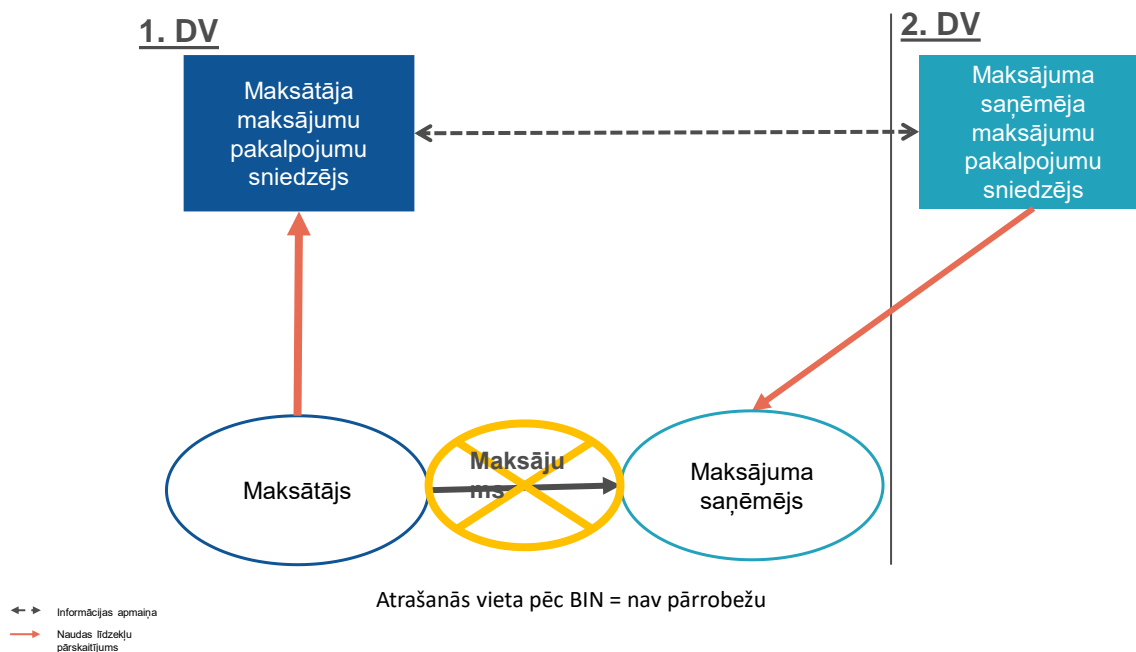 1. DV
2. DV
Maksātāja
maksājumu
pakalpojumu
sniedzējs
Maksājuma
saņēmēja
maksājumu
pakalpojumu
sniedzējs
Maksātājs
Maksāju
ms
Maksājuma
saņēmējs
Atrašanās vieta pēc BIN = nav pārrobežu
Informācijas apmaiņa
Naudas līdzekļu
pārskaitījums